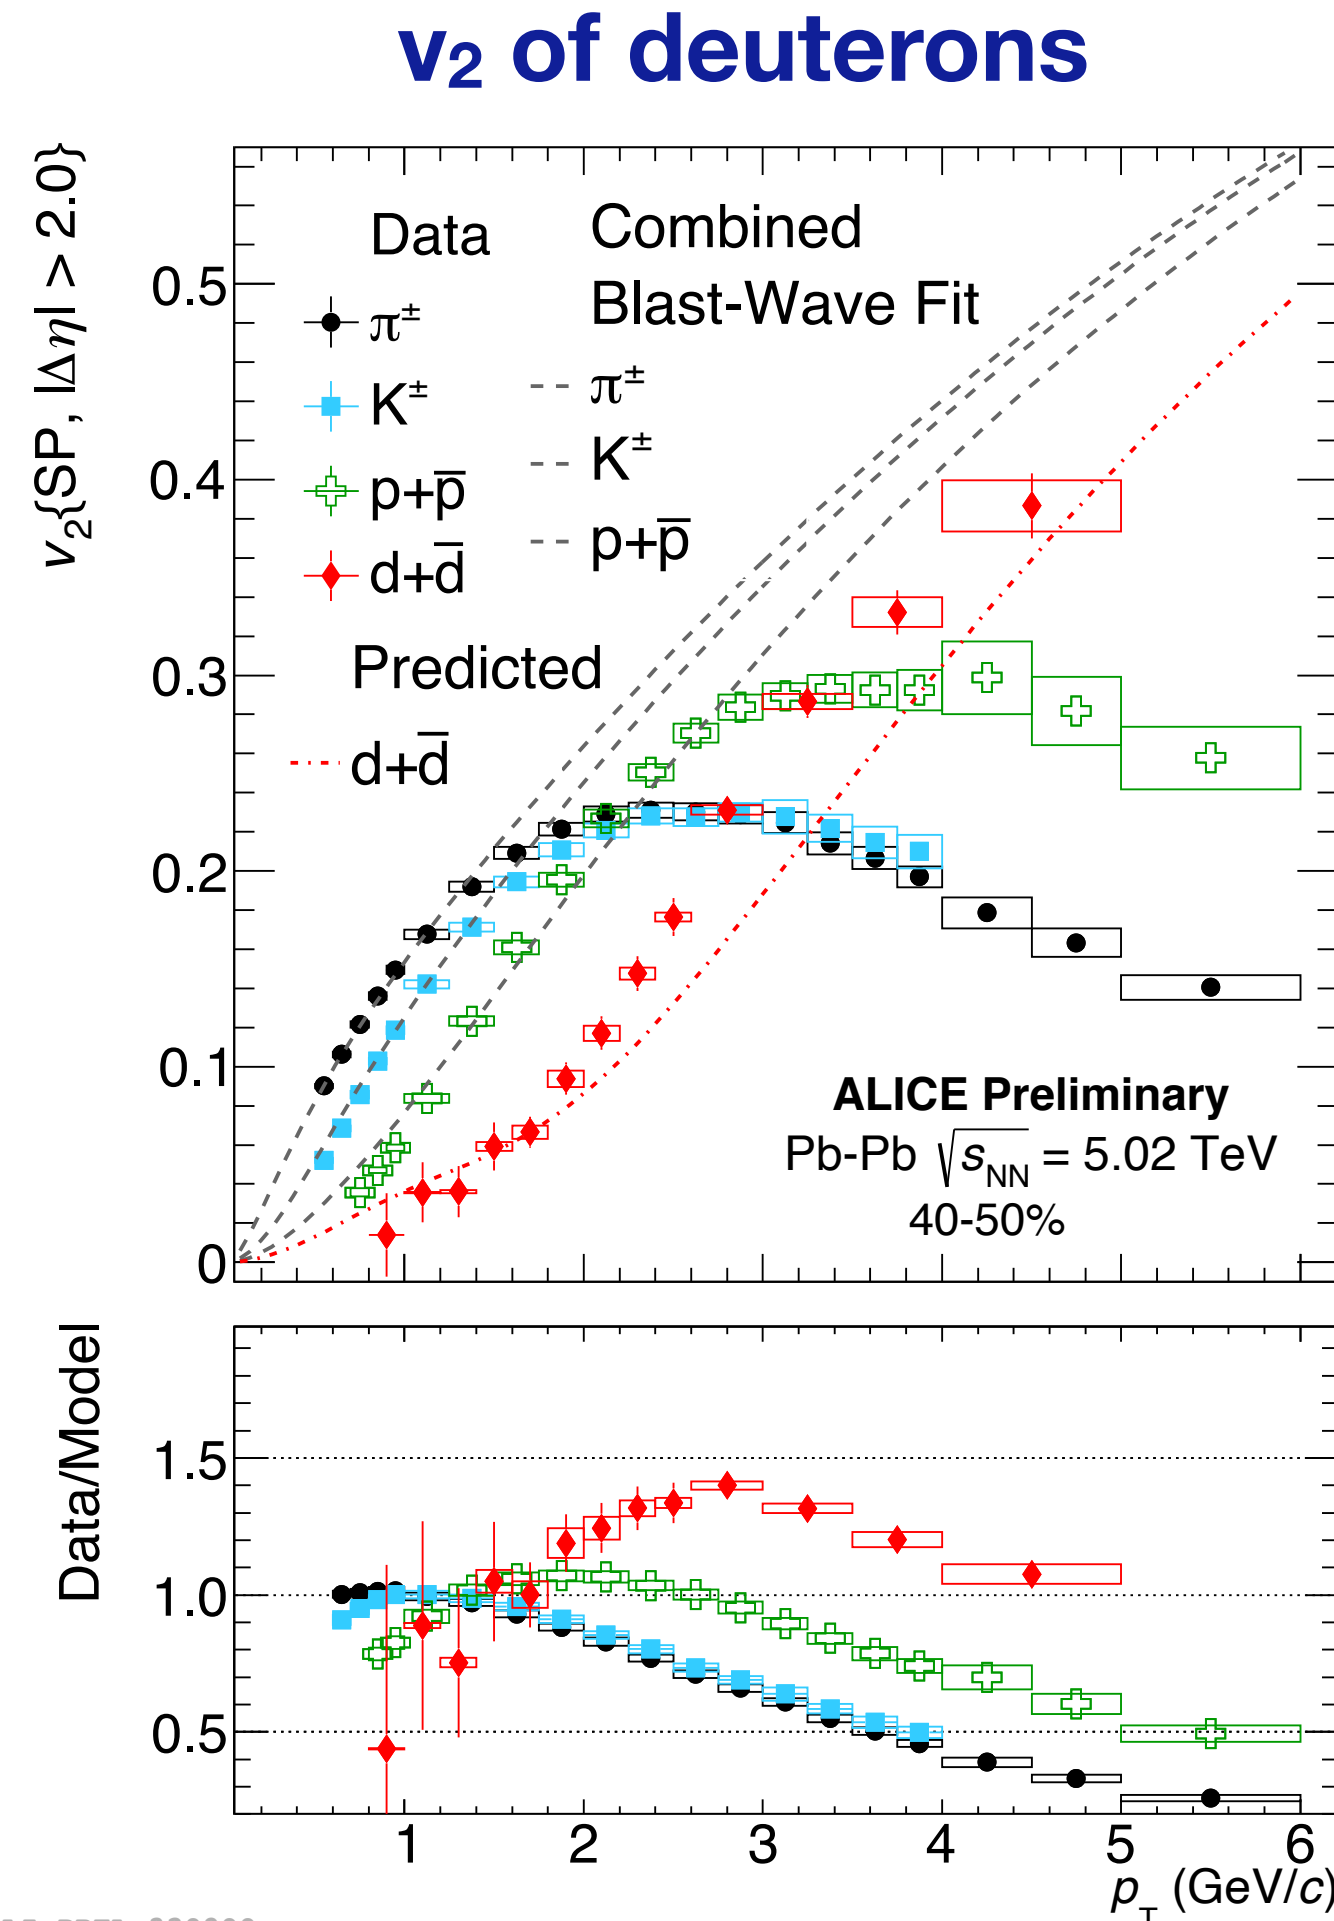 v₂ of deuterons
v₂{SP, |Δη| > 2.0}
0.5
0.4
0.3
0.2
0.1
0
Data
π±
K±
p+p̅
d+d̅
Combined
Blast-Wave Fit
π±
K±
p+p̅
Predicted
d+d̅
ALICE Preliminary
Pb-Pb √sNN = 5.02 TeV
40-50%
Data/Model
1.5
1.0
0.5
1 2 3 4 5 6
pT (GeV/c)